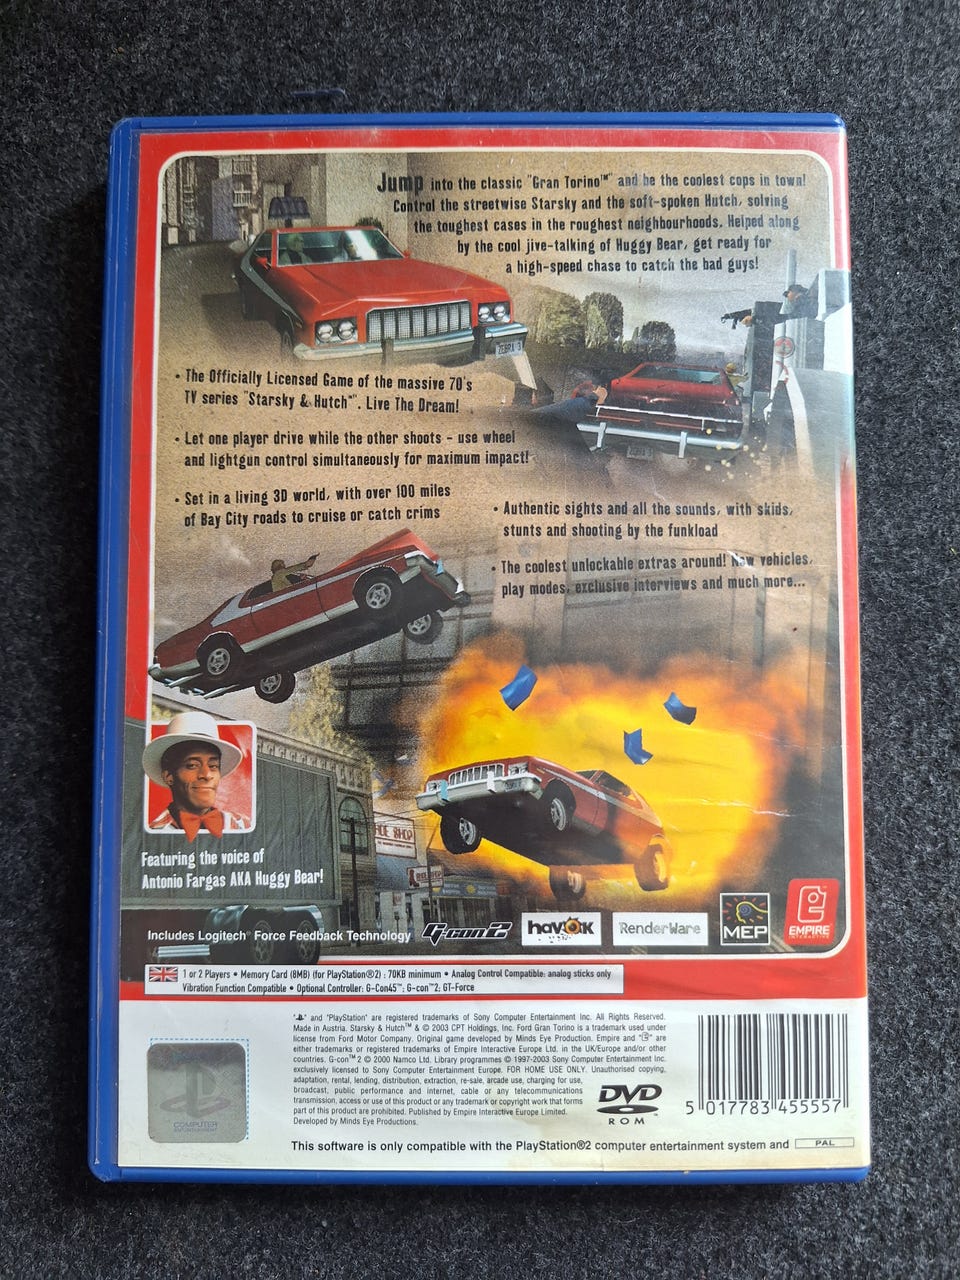 Jump into the classic "Gran Torino™" and be the coolest cops in town!
Control the streetwise Starsky and the soft-spoken Hutch, solving
the toughest cases in the roughest neighbourhoods. Helped along
by the cool jive-talking of Huggy Bear, get ready for
a high-speed chase to catch the bad guys!
ZEBRA 3
• The Officially Licensed Game of the massive 70's
TV series "Starsky & Hutch™". Live The Dream!
• Let one player drive while the other shoots - use wheel
and lightgun control simultaneously for maximum impact!
ZEBRA 3
• Set in a living 3D world, with over 100 miles
of Bay City roads to cruise or catch crims
• Authentic sights and all the sounds, with skids,
stunts and shooting by the funkload
• The coolest unlockable extras around! New vehicles,
play modes, exclusive interviews and much more...
SHOP
Featuring the voice of
Antonio Fargas AKA Huggy Bear!
Includes Logitech® Force Feedback Technology
G-con 2
havok
RenderWare
MEP
EMPIRE
INTERACTIVE
1 or 2 Players • Memory Card (8MB) (for PlayStation®2) : 70KB minimum • Analog Control Compatible: analog sticks only
Vibration Function Compatible • Optional Controller: G-Con45™; G-con™2; GT-Force
" " and "PlayStation" are registered trademarks of Sony Computer Entertainment Inc. All Rights Reserved.
Made in Austria. Starsky & Hutch™ & © 2003 CPT Holdings, Inc. Ford Gran Torino is a trademark used under
license from Ford Motor Company. Original game developed by Minds Eye Production. Empire and "E" are
either trademarks or registered trademarks of Empire Interactive Europe Ltd. in the UK/Europe and/or other
countries. G-con™ 2 © 2000 Namco Ltd. Library programmes © 1997-2003 Sony Computer Entertainment Inc.
exclusively licensed to Sony Computer Entertainment Europe. FOR HOME USE ONLY. Unauthorised copying,
adaptation, rental, lending, distribution, extraction, re-sale, arcade use, charging for use,
broadcast, public performance and internet, cable or any telecommunications
transmission, access or use of this product or any trademark or copyright work that forms
part of this product are prohibited. Published by Empire Interactive Europe Limited.
Developed by Minds Eye Productions.
COMPUTER
ENTERTAINMENT
DVD
ROM
5 017783 455557
This software is only compatible with the PlayStation®2 computer entertainment system and PAL